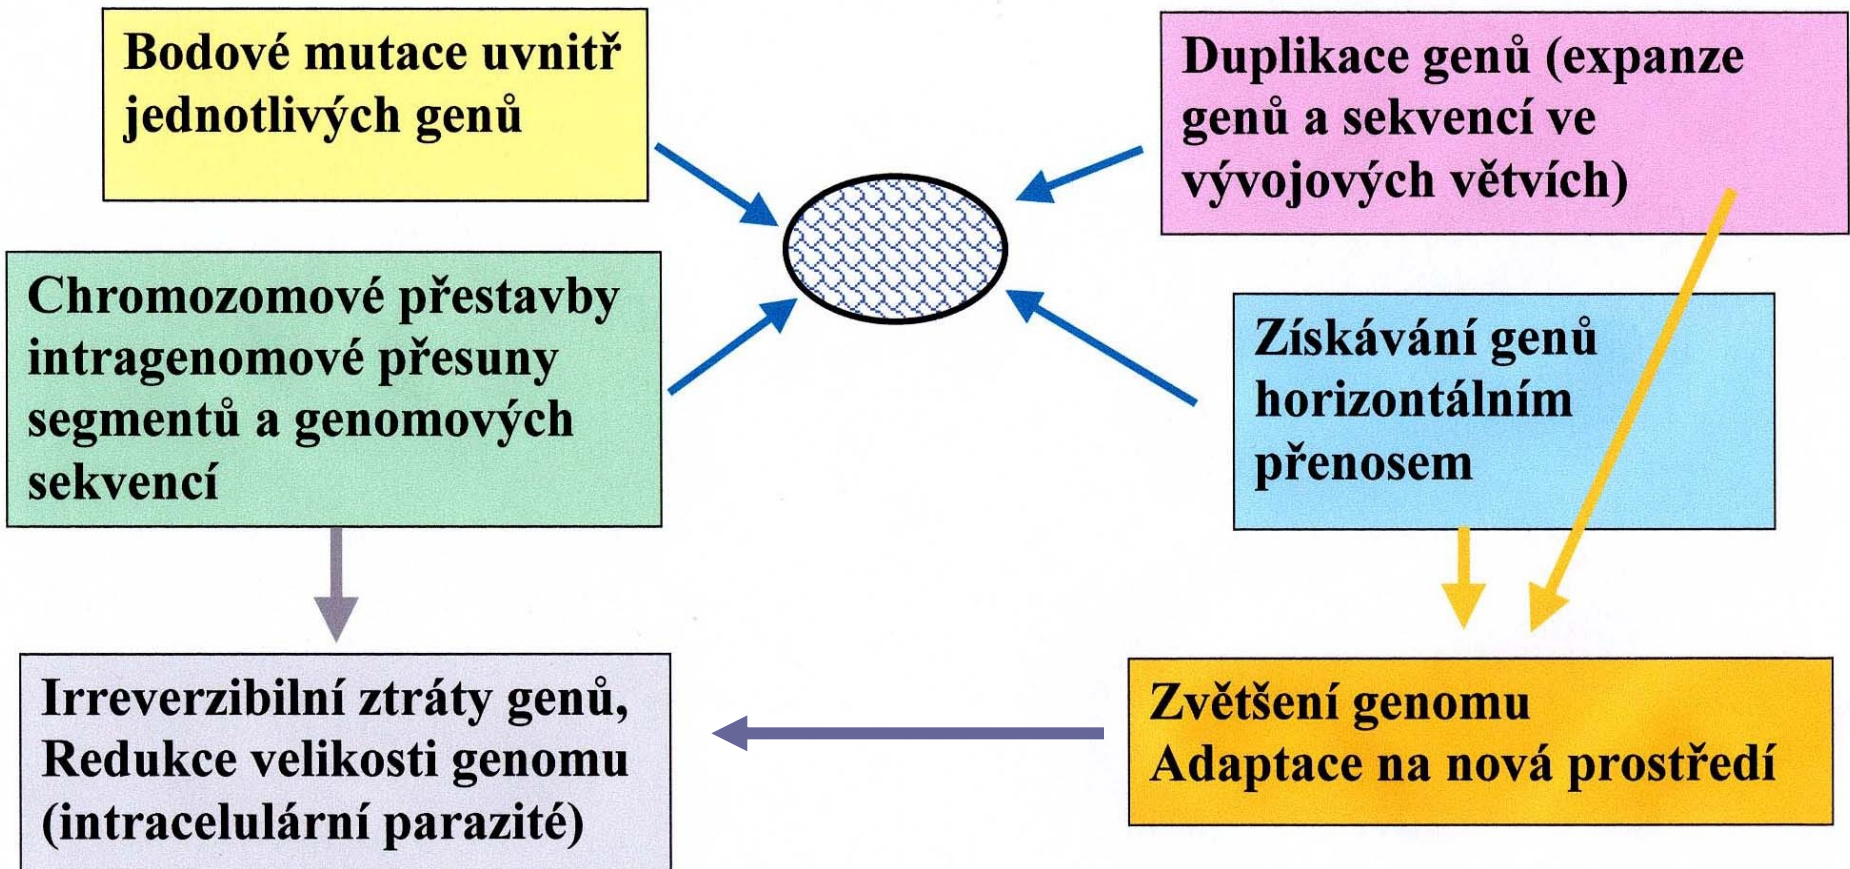 Bodové mutace uvnitř
jednotlivých genů
Duplikace genů (expanze
genů a sekvencí ve
vývojových větvích)
Chromozomové přestavby
intragenomové přesuny
segmentů a genomových
sekvencí
Získávání genů
horizontálním
přenosem
Irreverzibilní ztráty genů,
Redukce velikosti genomu
(intracelulární parazité)
Zvětšení genomu
Adaptace na nová prostředí